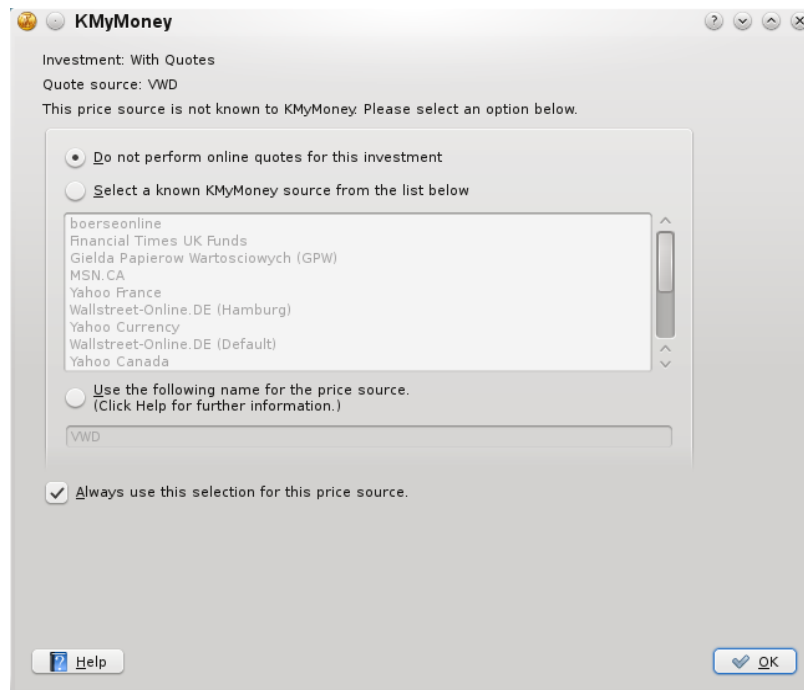 KMyMoney
Investment: With Quotes
Quote source: VWD
This price source is not known to KMyMoney. Please select an option below.
Do not perform online quotes for this investment
Select a known KMyMoney source from the list below
boerseonline
Financial Times UK Funds
Gielda Papierow Wartosciowych (GPW)
MSN.CA
Yahoo France
Wallstreet-Online.DE (Hamburg)
Yahoo Currency
Wallstreet-Online.DE (Default)
Yahoo Canada
Use the following name for the price source.
(Click Help for further information.)
VWD
Always use this selection for this price source.
Help
OK